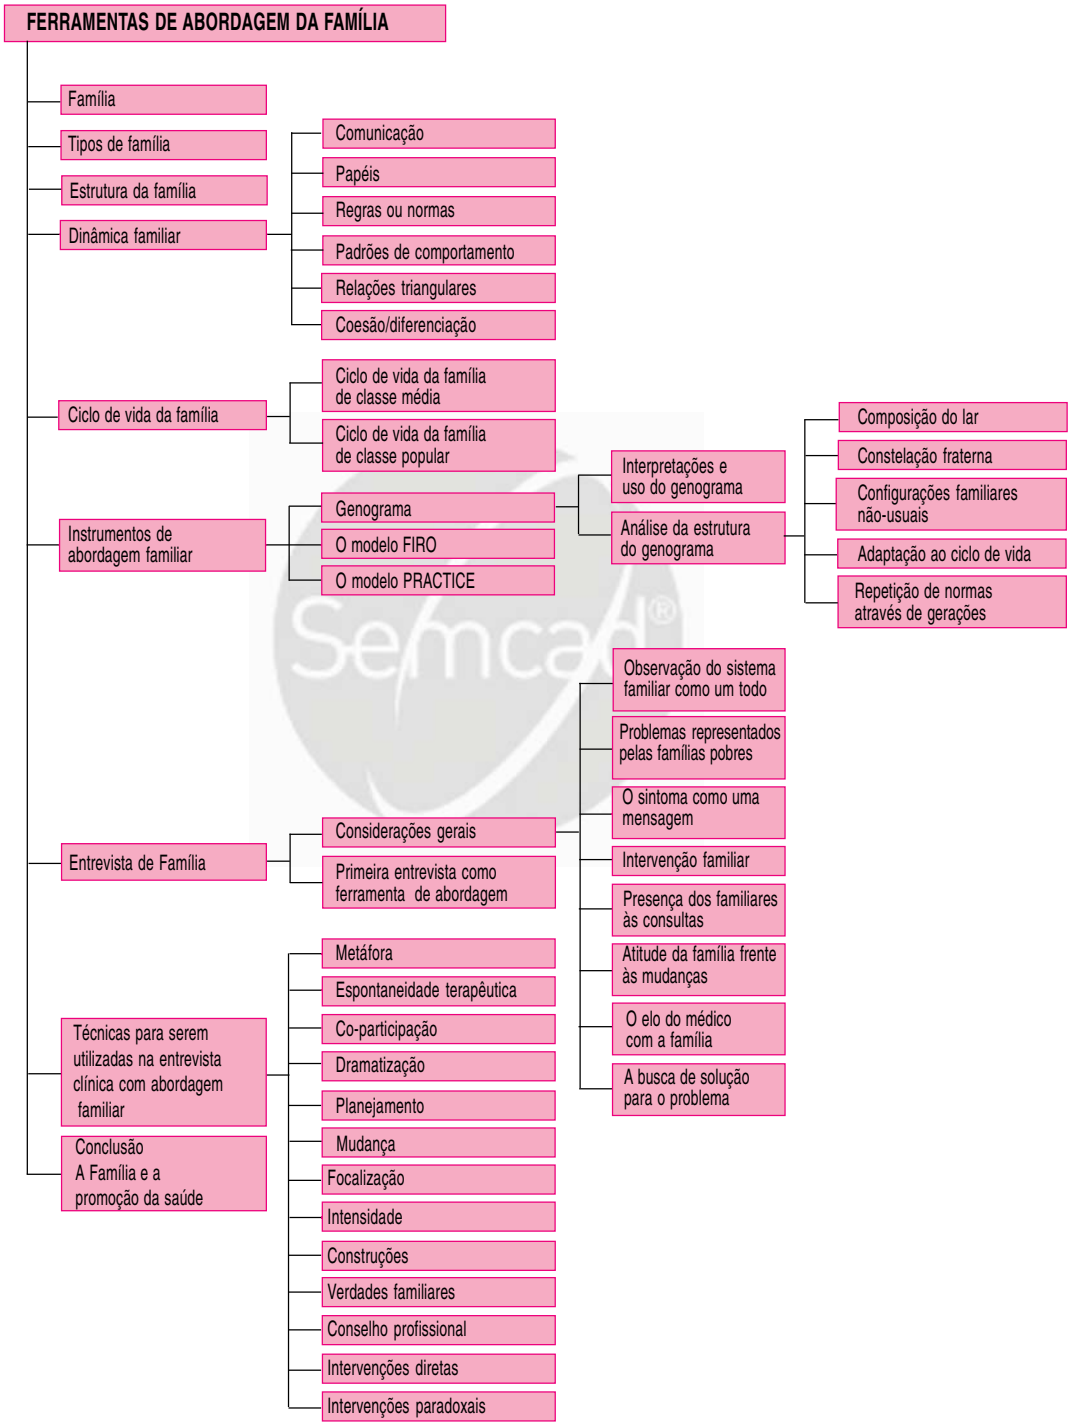 FERRAMENTAS DE ABORDAGEM DA FAMÍLIA
Família
Tipos de família
Estrutura da família
Dinâmica familiar
Comunicação
Papéis
Regras ou normas
Padrões de comportamento
Relações triangulares
Coesão/diferenciação
Ciclo de vida da família
Ciclo de vida da família
de classe média
Ciclo de vida da família
de classe popular
Instrumentos de
abordagem familiar
Genograma
O modelo FIRO
O modelo PRACTICE
Interpretações e
uso do genograma
Análise da estrutura
do genograma
Composição do lar
Constelação fraterna
Configurações familiares
não-usuais
Adaptação ao ciclo de vida
Repetição de normas
através de gerações
Semcad®
Entrevista de Família
Considerações gerais
Primeira entrevista como
ferramenta de abordagem
Observação do sistema
familiar como um todo
Problemas representados
pelas famílias pobres
O sintoma como uma
mensagem
Intervenção familiar
Presença dos familiares
às consultas
Atitude da família frente
às mudanças
O elo do médico
com a família
A busca de solução
para o problema
Técnicas para serem
utilizadas na entrevista
clínica com abordagem
familiar
Metáfora
Espontaneidade terapêutica
Co-participação
Dramatização
Planejamento
Mudança
Focalização
Intensidade
Construções
Verdades familiares
Conselho profissional
Intervenções diretas
Intervenções paradoxais
Conclusão
A Família e a
promoção da saúde